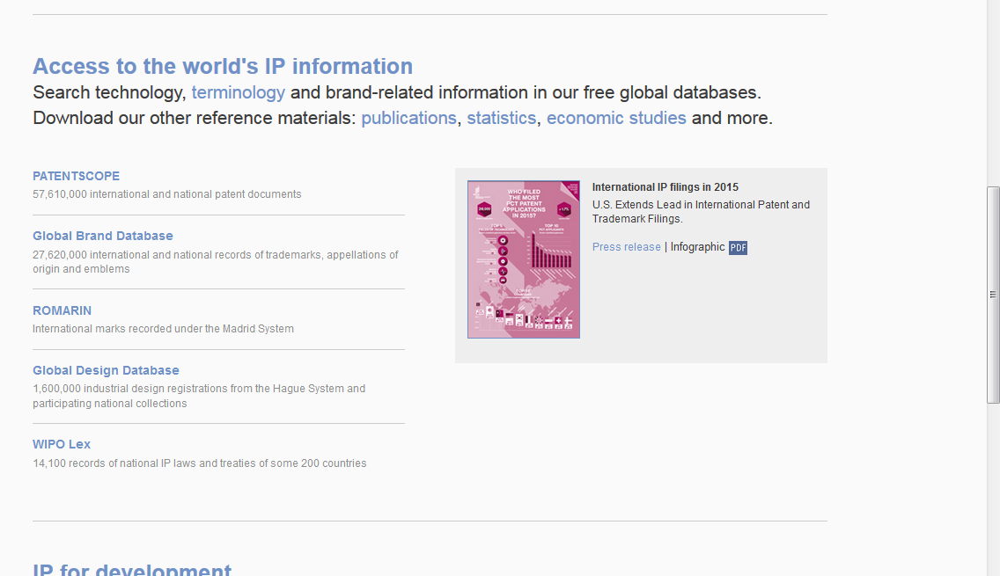 Access to the world's IP information
Search technology, terminology and brand-related information in our free global databases.
Download our other reference materials: publications, statistics, economic studies and more.
PATENTSCOPE
57,610,000 international and national patent documents
Global Brand Database
27,620,000 international and national records of trademarks, appellations of
origin and emblems
ROMARIN
International marks recorded under the Madrid System
Global Design Database
1,600,000 industrial design registrations from the Hague System and
participating national collections
WIPO Lex
14,100 records of national IP laws and treaties of some 200 countries
WHO FILED
THE MOST
PCT PATENT
APPLICATIONS
IN 2015?
TOP 10
International IP filings in 2015
U.S. Extends Lead in International Patent and
Trademark Filings.
Press release | Infographic PDF
IP for development